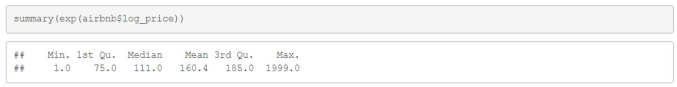 summary(exp(airbnb$log_price))
##    Min. 1st Qu.  Median    Mean 3rd Qu.    Max.
##     1.0    75.0   111.0   160.4   185.0  1999.0